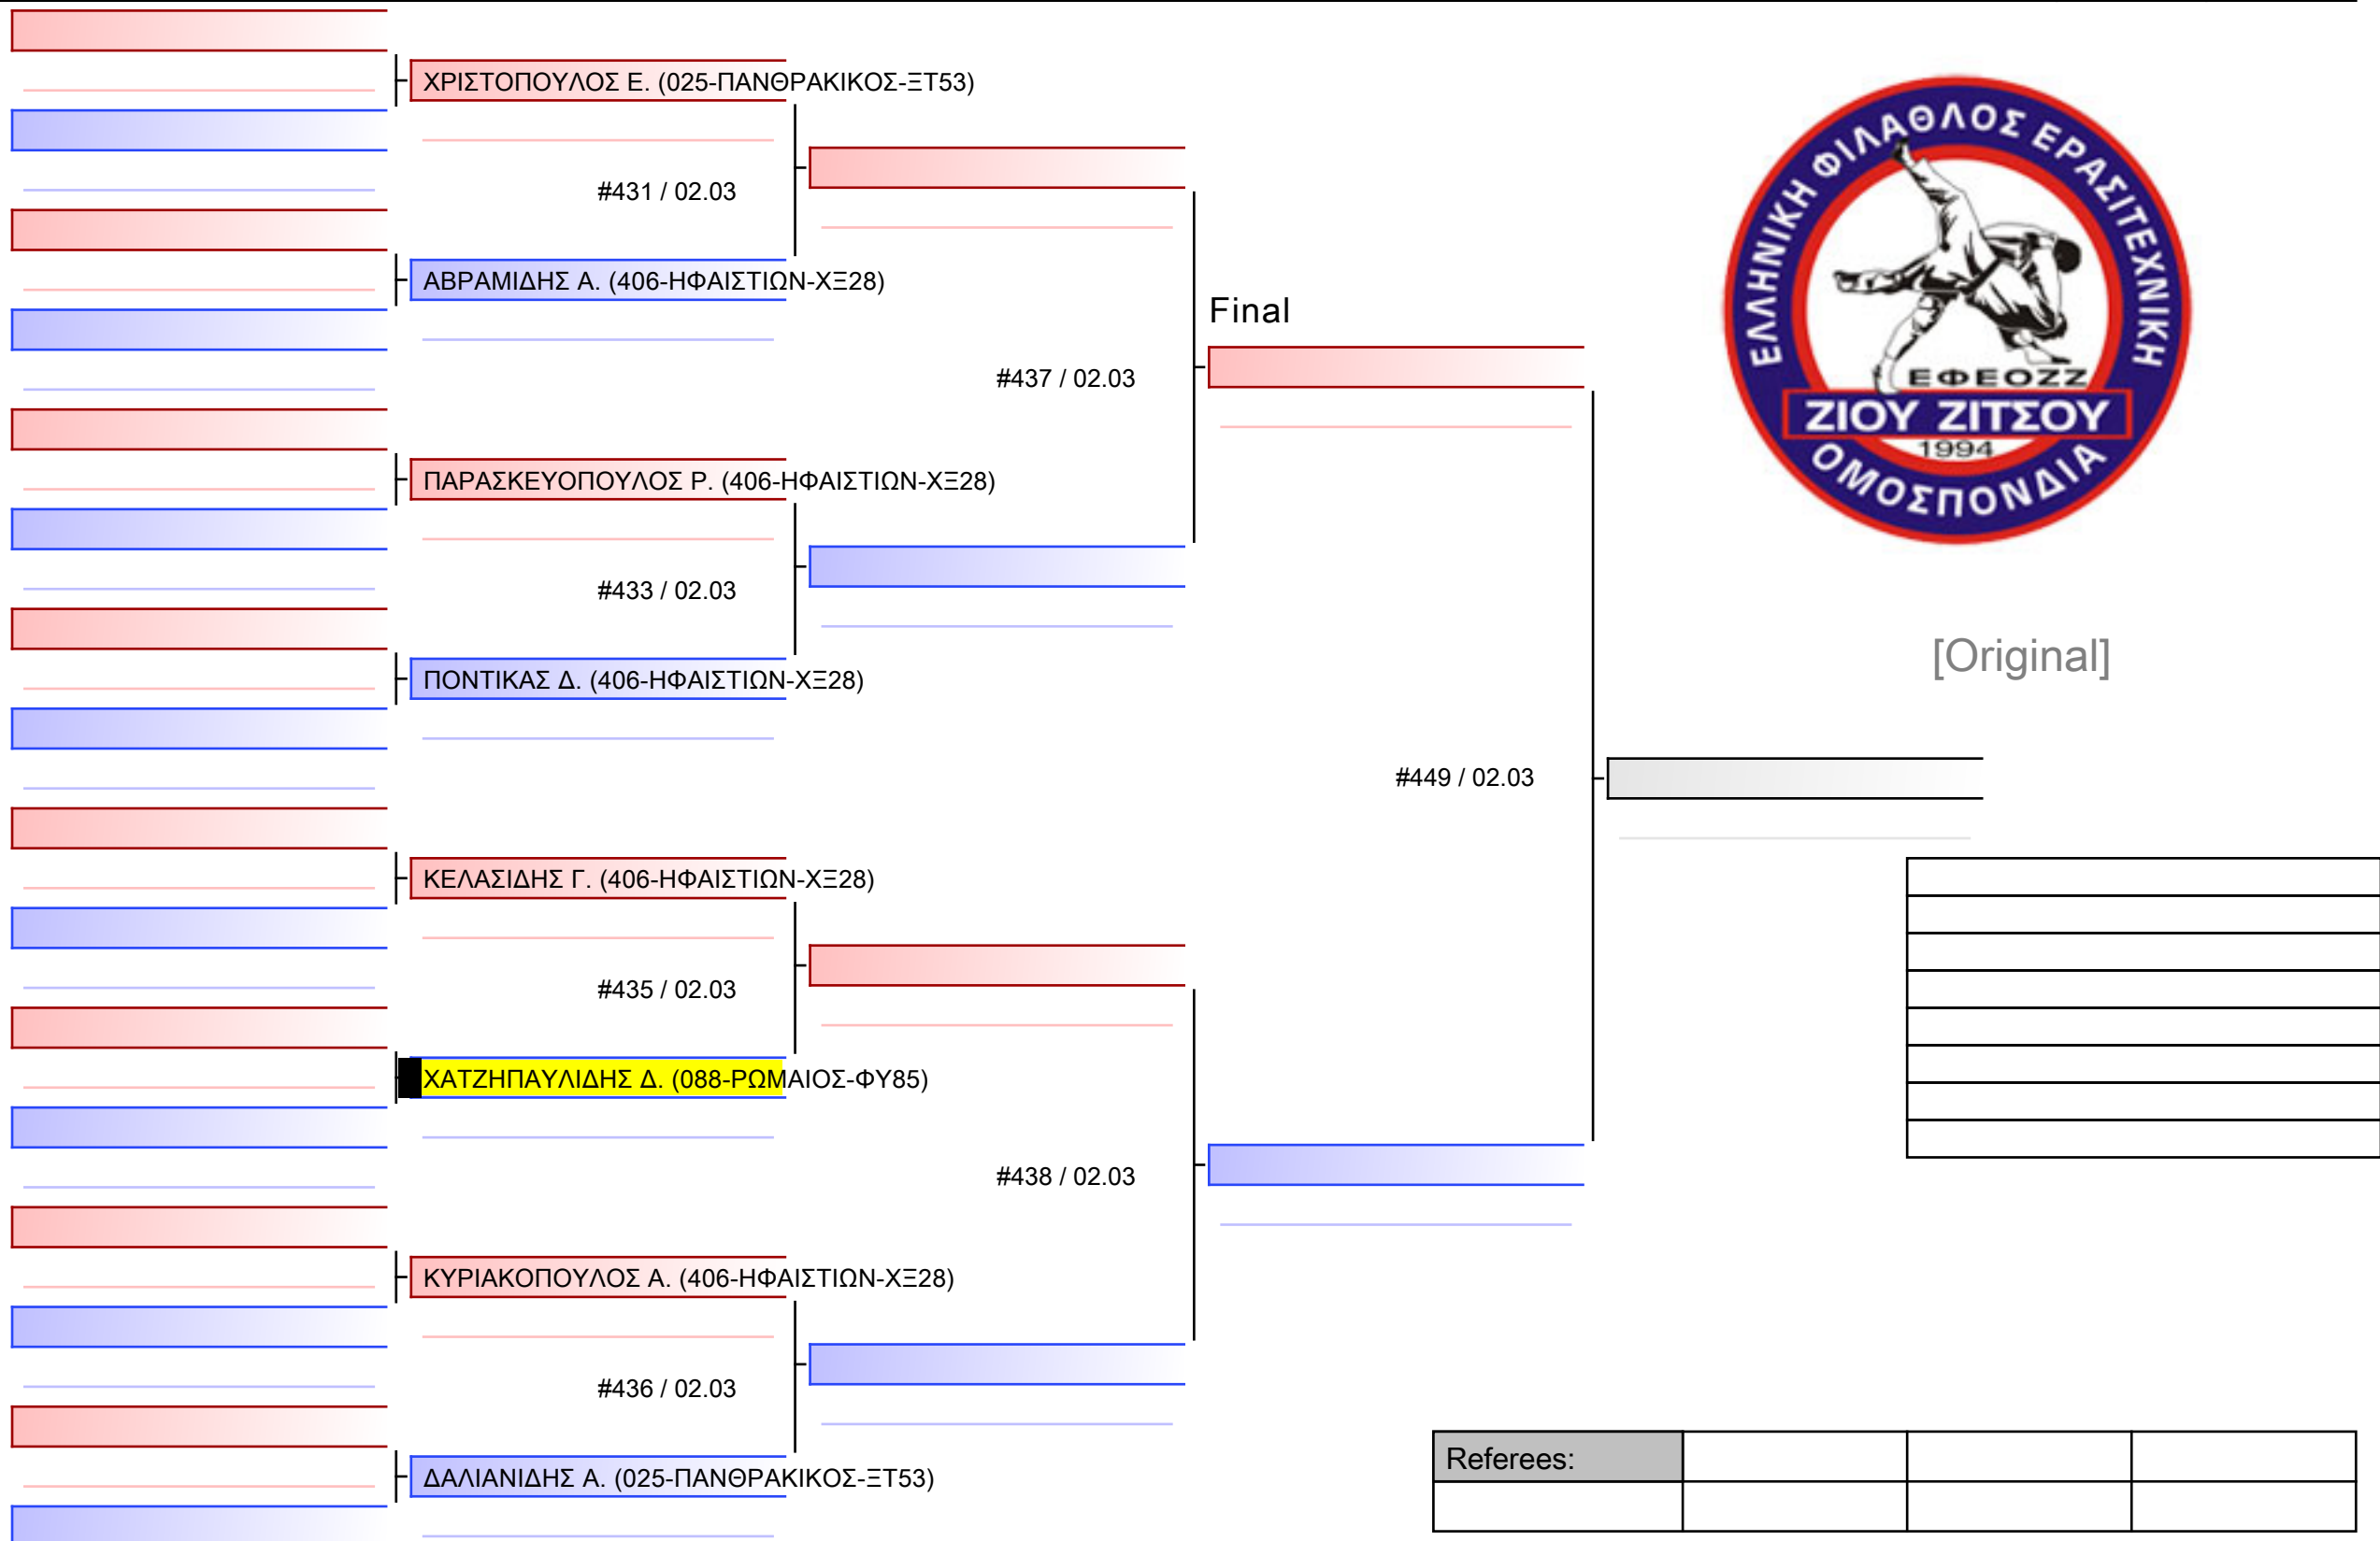 ΧΡΙΣΤΟΠΟΥΛΟΣ Ε. (025-ΠΑΝΘΡΑΚΙΚΟΣ-ΞΤ53)
#431 / 02.03
ΑΒΡΑΜΙΔΗΣ Α. (406-ΗΦΑΙΣΤΙΩΝ-ΧΞ28)
#437 / 02.03
ΠΑΡΑΣΚΕΥΟΠΟΥΛΟΣ Ρ. (406-ΗΦΑΙΣΤΙΩΝ-ΧΞ28)
#433 / 02.03
ΠΟΝΤΙΚΑΣ Δ. (406-ΗΦΑΙΣΤΙΩΝ-ΧΞ28)
Final
#449 / 02.03
ΚΕΛΑΣΙΔΗΣ Γ. (406-ΗΦΑΙΣΤΙΩΝ-ΧΞ28)
#435 / 02.03
ΧΑΤΖΗΠΑΥΛΙΔΗΣ Δ. (088-ΡΩΜΑΙΟΣ-ΦΥ85)
#438 / 02.03
ΚΥΡΙΑΚΟΠΟΥΛΟΣ Α. (406-ΗΦΑΙΣΤΙΩΝ-ΧΞ28)
#436 / 02.03
ΔΑΛΙΑΝΙΔΗΣ Α. (025-ΠΑΝΘΡΑΚΙΚΟΣ-ΞΤ53)
ΕΛΛΗΝΙΚΗ ΦΙΛΑΘΛΟΣ ΕΡΑΣΙΤΕΧΝΙΚΗ
ΕΦΕΟΖΖ
ΖΙΟΥ ΖΙΤΣΟΥ
1994
ΟΜΟΣΠΟΝΔΙΑ
[Original]
Referees: